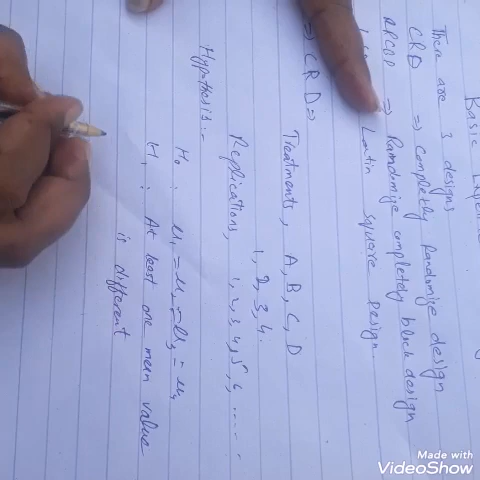 Basic
There are 3 designs
CRD ⇒ completely Randomize design
RCBD ⇒ Randomize completely block design
Latin square Design
⇒ CRD ⇒
Treatments, A, B, C, D
1, 2, 3, 4.
Replications, 1, 2, 3, 4, 5, 6, .....
Hypothesis:-
H₀ : μ₁ = μ₂ = μ₃ = μ₄
H₁ : At least one mean value
is different
Made with
VideoShow